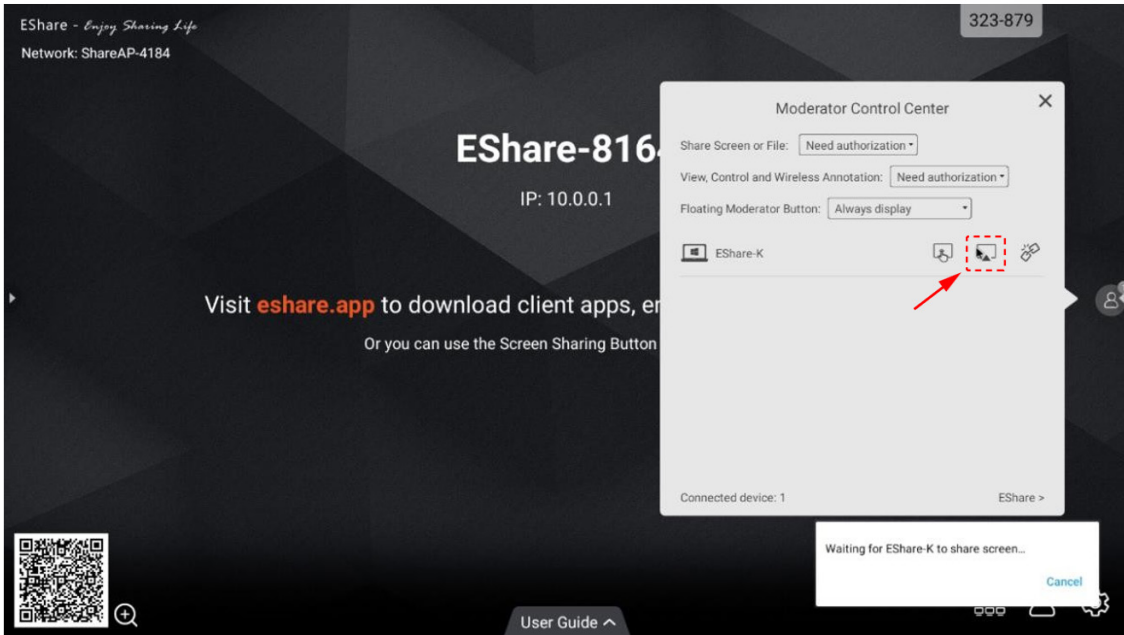 EShare - Enjoy Sharing Life
323-879
Network: ShareAP-4184
Moderator Control Center
EShare-816
Share Screen or File: Need authorization
View, Control and Wireless Annotation: Need authorization
IP: 10.0.0.1
Floating Moderator Button: Always display
EShare-K
Visit eshare.app to download client apps,
Or you can use the Screen Sharing Button
Connected device: 1
EShare >
Waiting for EShare-K to share screen...
Cancel
User Guide